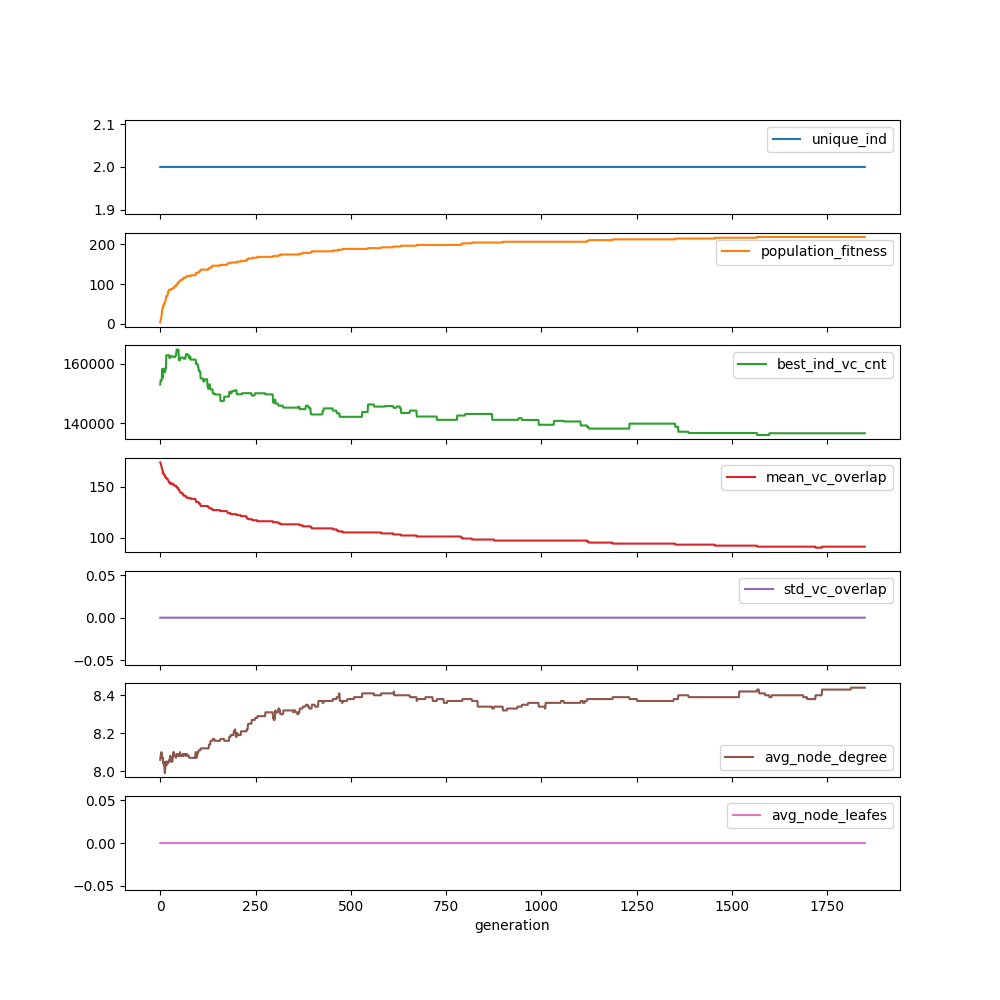 2.1
unique_ind
2.0
1.9
200
population_fitness
100
0
160000
best_ind_vc_cnt
140000
mean_vc_overlap
150
100
0.05
std_vc_overlap
0.00
−0.05
8.4
8.2
avg_node_degree
8.0
0.05
avg_node_leafes
0.00
−0.05
0 250 500 750 1000 1250 1500 1750
generation